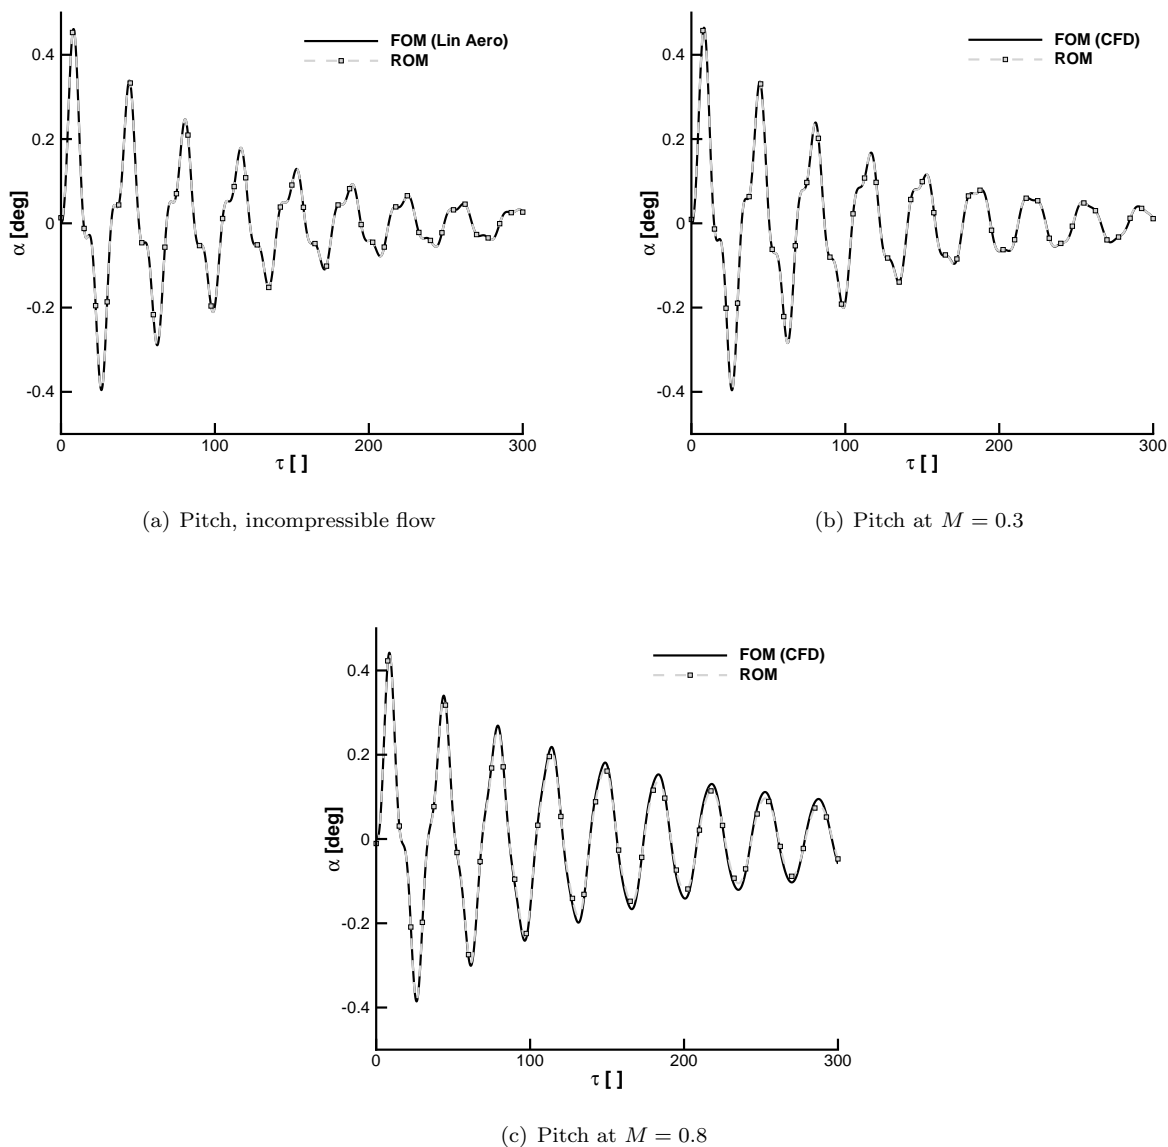 FOM (Lin Aero)
ROM
α [deg]
0.4
0.2
0
-0.2
-0.4
0
100
200
300
τ [ ]
(a) Pitch, incompressible flow
FOM (CFD)
ROM
α [deg]
0.4
0.2
0
-0.2
-0.4
0
100
200
300
τ [ ]
(b) Pitch at M = 0.3
FOM (CFD)
ROM
α [deg]
0.4
0.2
0
-0.2
-0.4
0
100
200
300
τ [ ]
(c) Pitch at M = 0.8